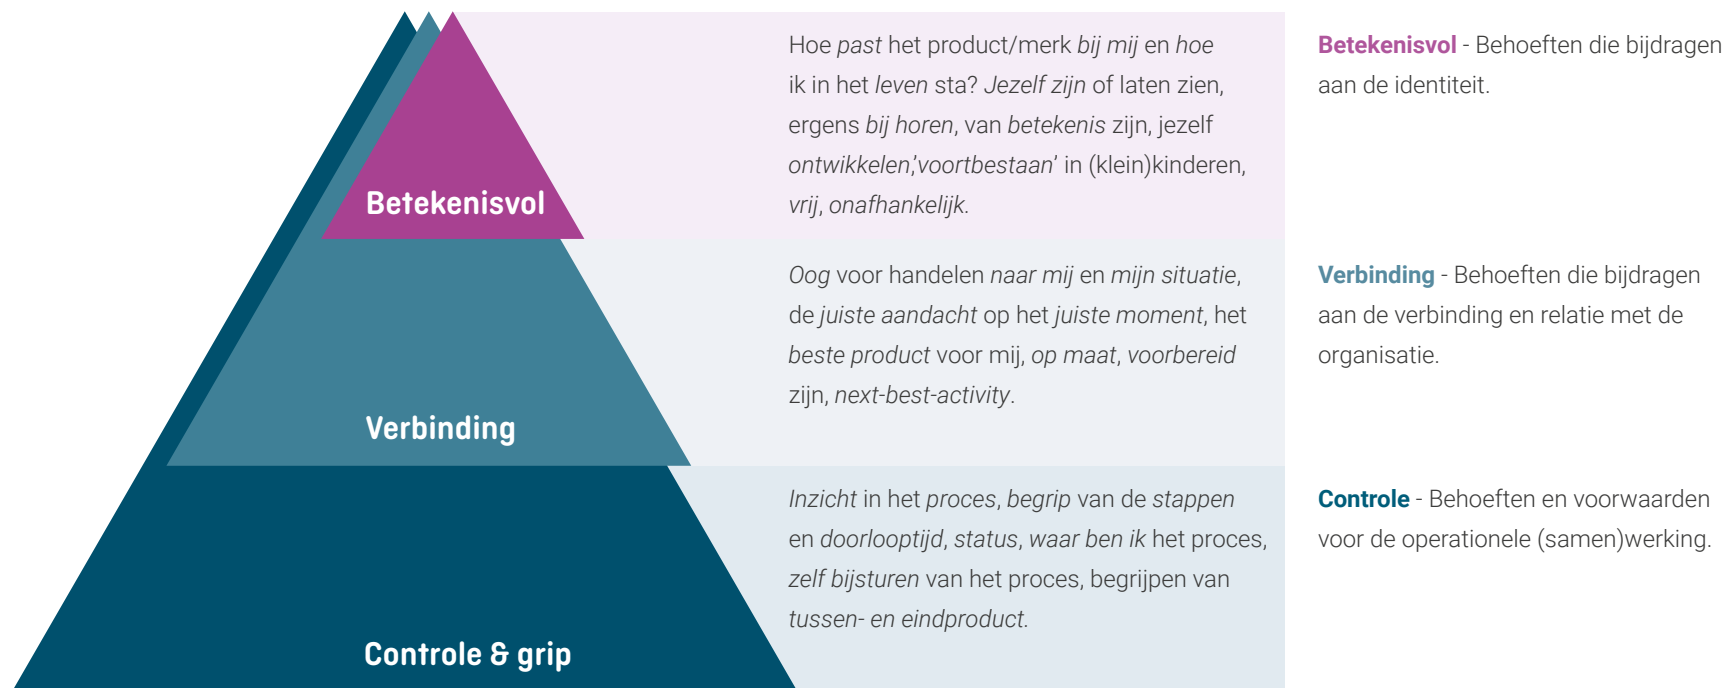 Betekenisvol
Hoe past het product/merk bij mij en hoe
ik in het leven sta? Jezelf zijn of laten zien,
ergens bij horen, van betekenis zijn, jezelf
ontwikkelen,'voortbestaan' in (klein)kinderen,
vrij, onafhankelijk.
Betekenisvol - Behoeften die bijdragen
aan de identiteit.
Verbinding
Oog voor handelen naar mij en mijn situatie,
de juiste aandacht op het juiste moment, het
beste product voor mij, op maat, voorbereid
zijn, next-best-activity.
Verbinding - Behoeften die bijdragen
aan de verbinding en relatie met de
organisatie.
Controle & grip
Inzicht in het proces, begrip van de stappen
en doorlooptijd, status, waar ben ik het proces,
zelf bijsturen van het proces, begrijpen van
tussen- en eindproduct.
Controle - Behoeften en voorwaarden
voor de operationele (samen)werking.